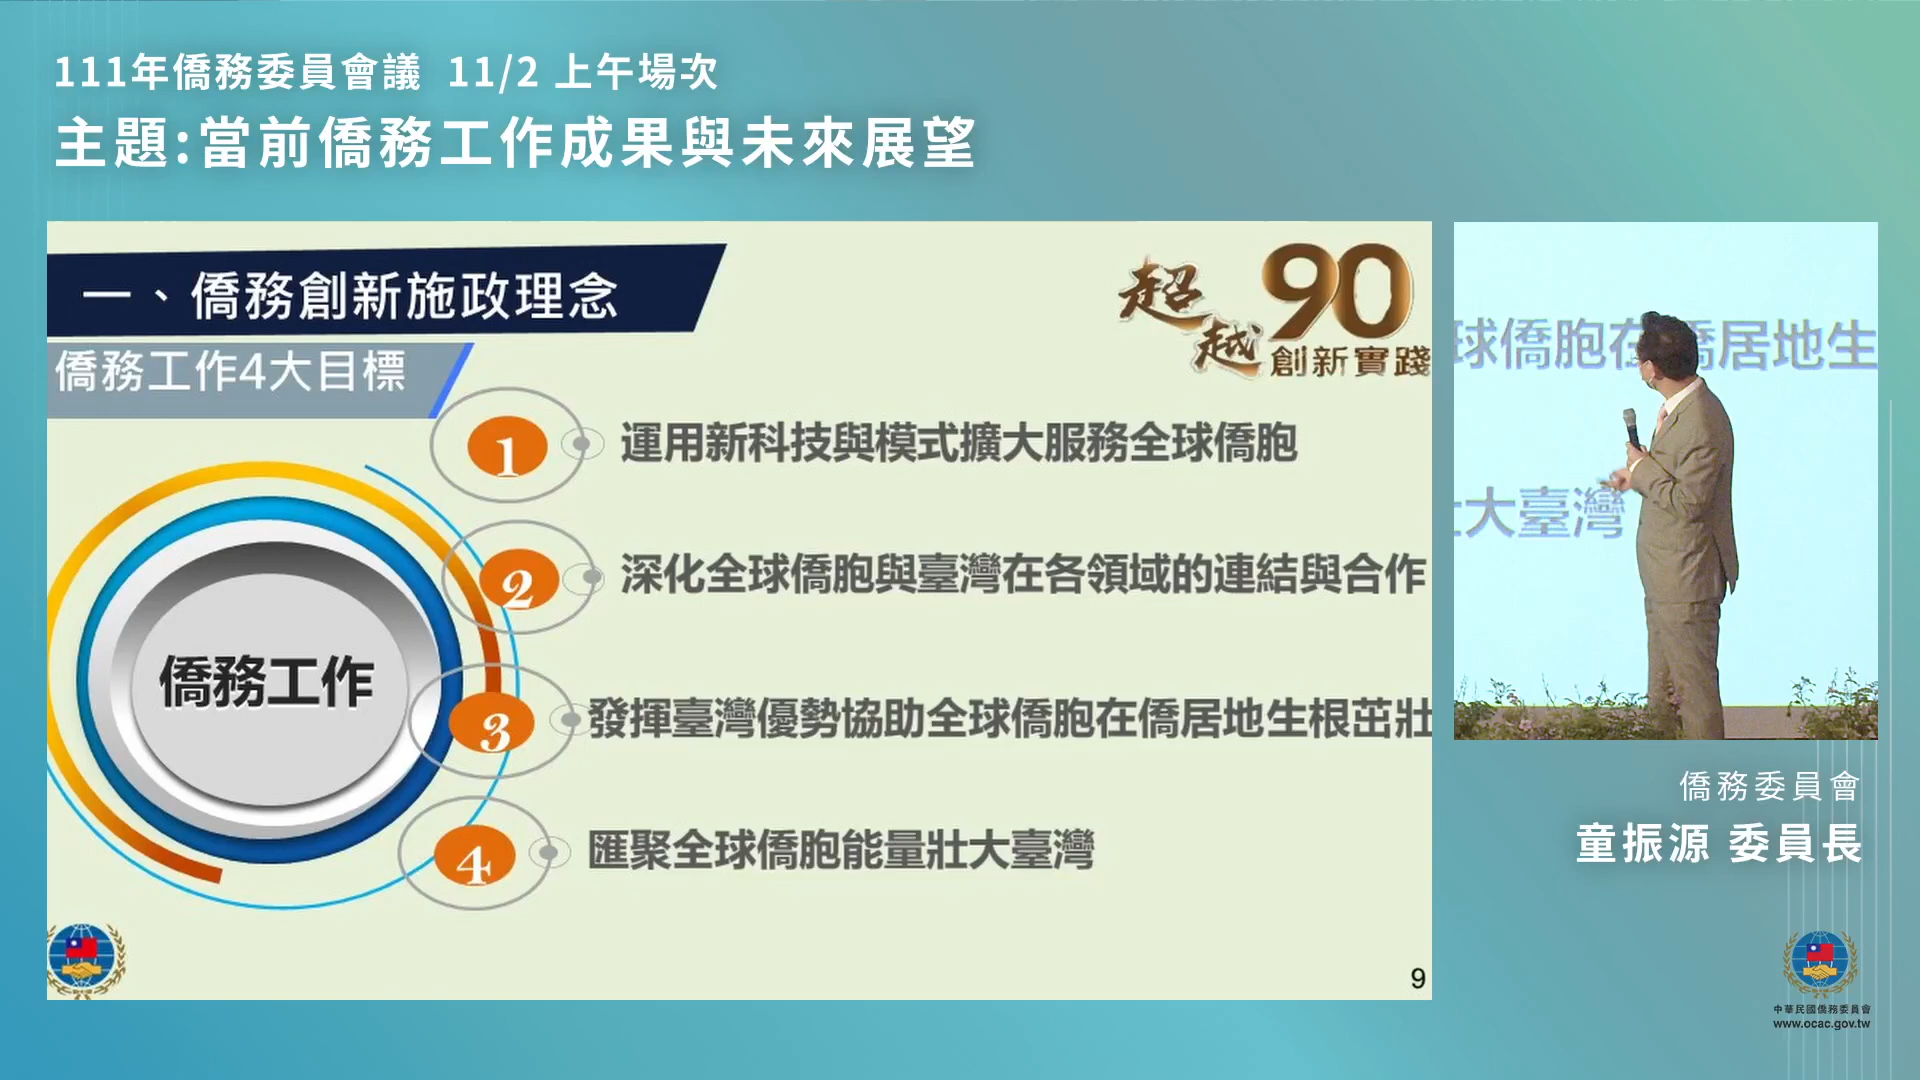 111年僑務委員會議 11/2 上午場次
主題:當前僑務工作成果與未來展望
一、僑務創新施政理念
超越90
創新實踐
僑務工作4大目標
僑務工作
1 運用新科技與模式擴大服務全球僑胞
2 深化全球僑胞與臺灣在各領域的連結與合作
3 發揮臺灣優勢協助全球僑胞在僑居地生根茁壯
4 匯聚全球僑胞能量壯大臺灣
9
球僑胞在僑居地生
壯大臺灣
僑務委員會
童振源 委員長
中華民國僑務委員會
www.ocac.gov.tw